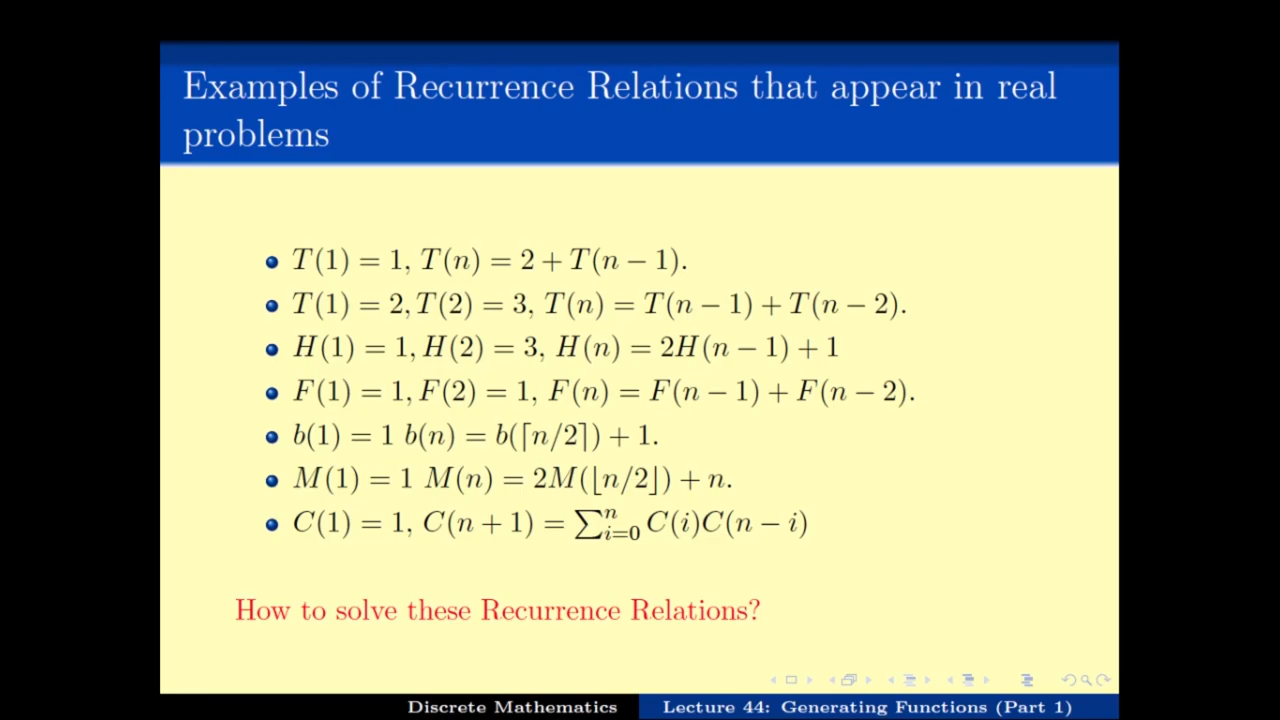 Examples of Recurrence Relations that appear in real
problems
T(1) = 1, T(n) = 2 + T(n − 1).
T(1) = 2, T(2) = 3, T(n) = T(n − 1) + T(n − 2).
H(1) = 1, H(2) = 3, H(n) = 2H(n − 1) + 1
F(1) = 1, F(2) = 1, F(n) = F(n − 1) + F(n − 2).
b(1) = 1 b(n) = b(⌈n/2⌉) + 1.
M(1) = 1 M(n) = 2M(⌊n/2⌋) + n.
C(1) = 1, C(n + 1) = ∑ⁿᵢ₌₀ C(i)C(n − i)
How to solve these Recurrence Relations?
Discrete Mathematics Lecture 44: Generating Functions (Part 1)